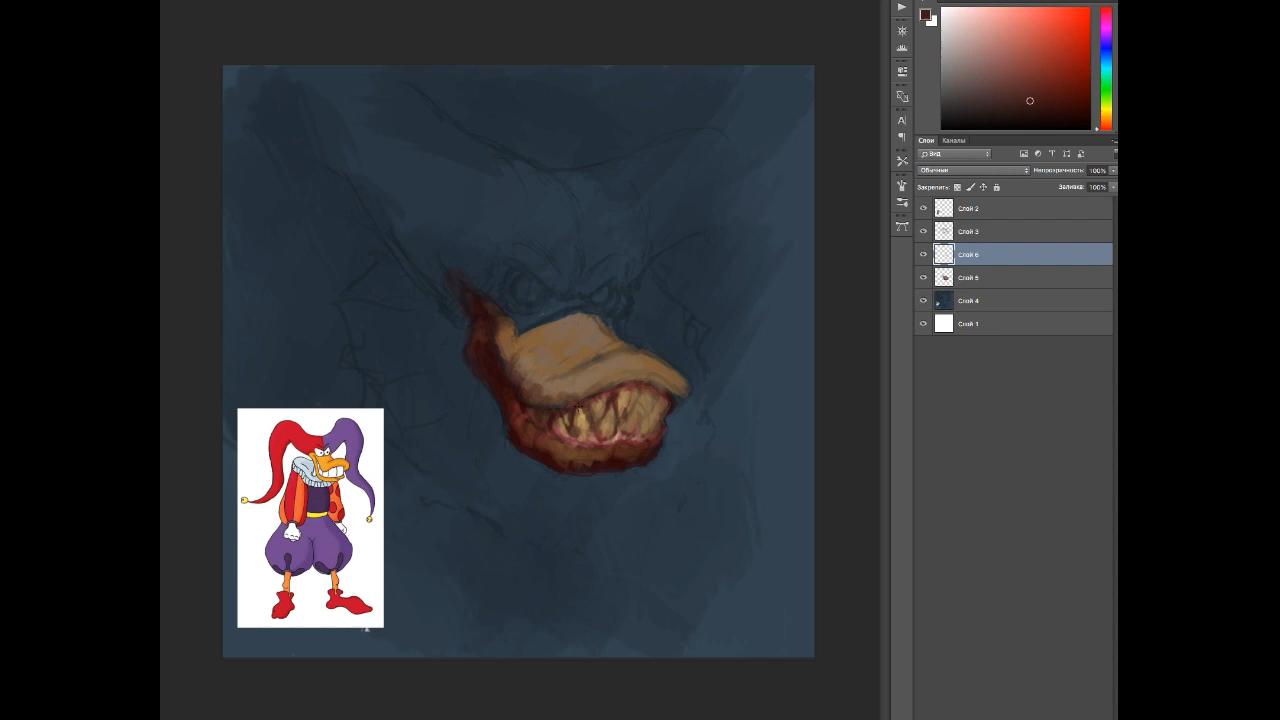 Слои Каналы
Вид
Обычные Непрозрачность: 100%
Закрепить: Заливка: 100%
Слой 2
Слой 3
Слой 6
Слой 5
Слой 4
Слой 1